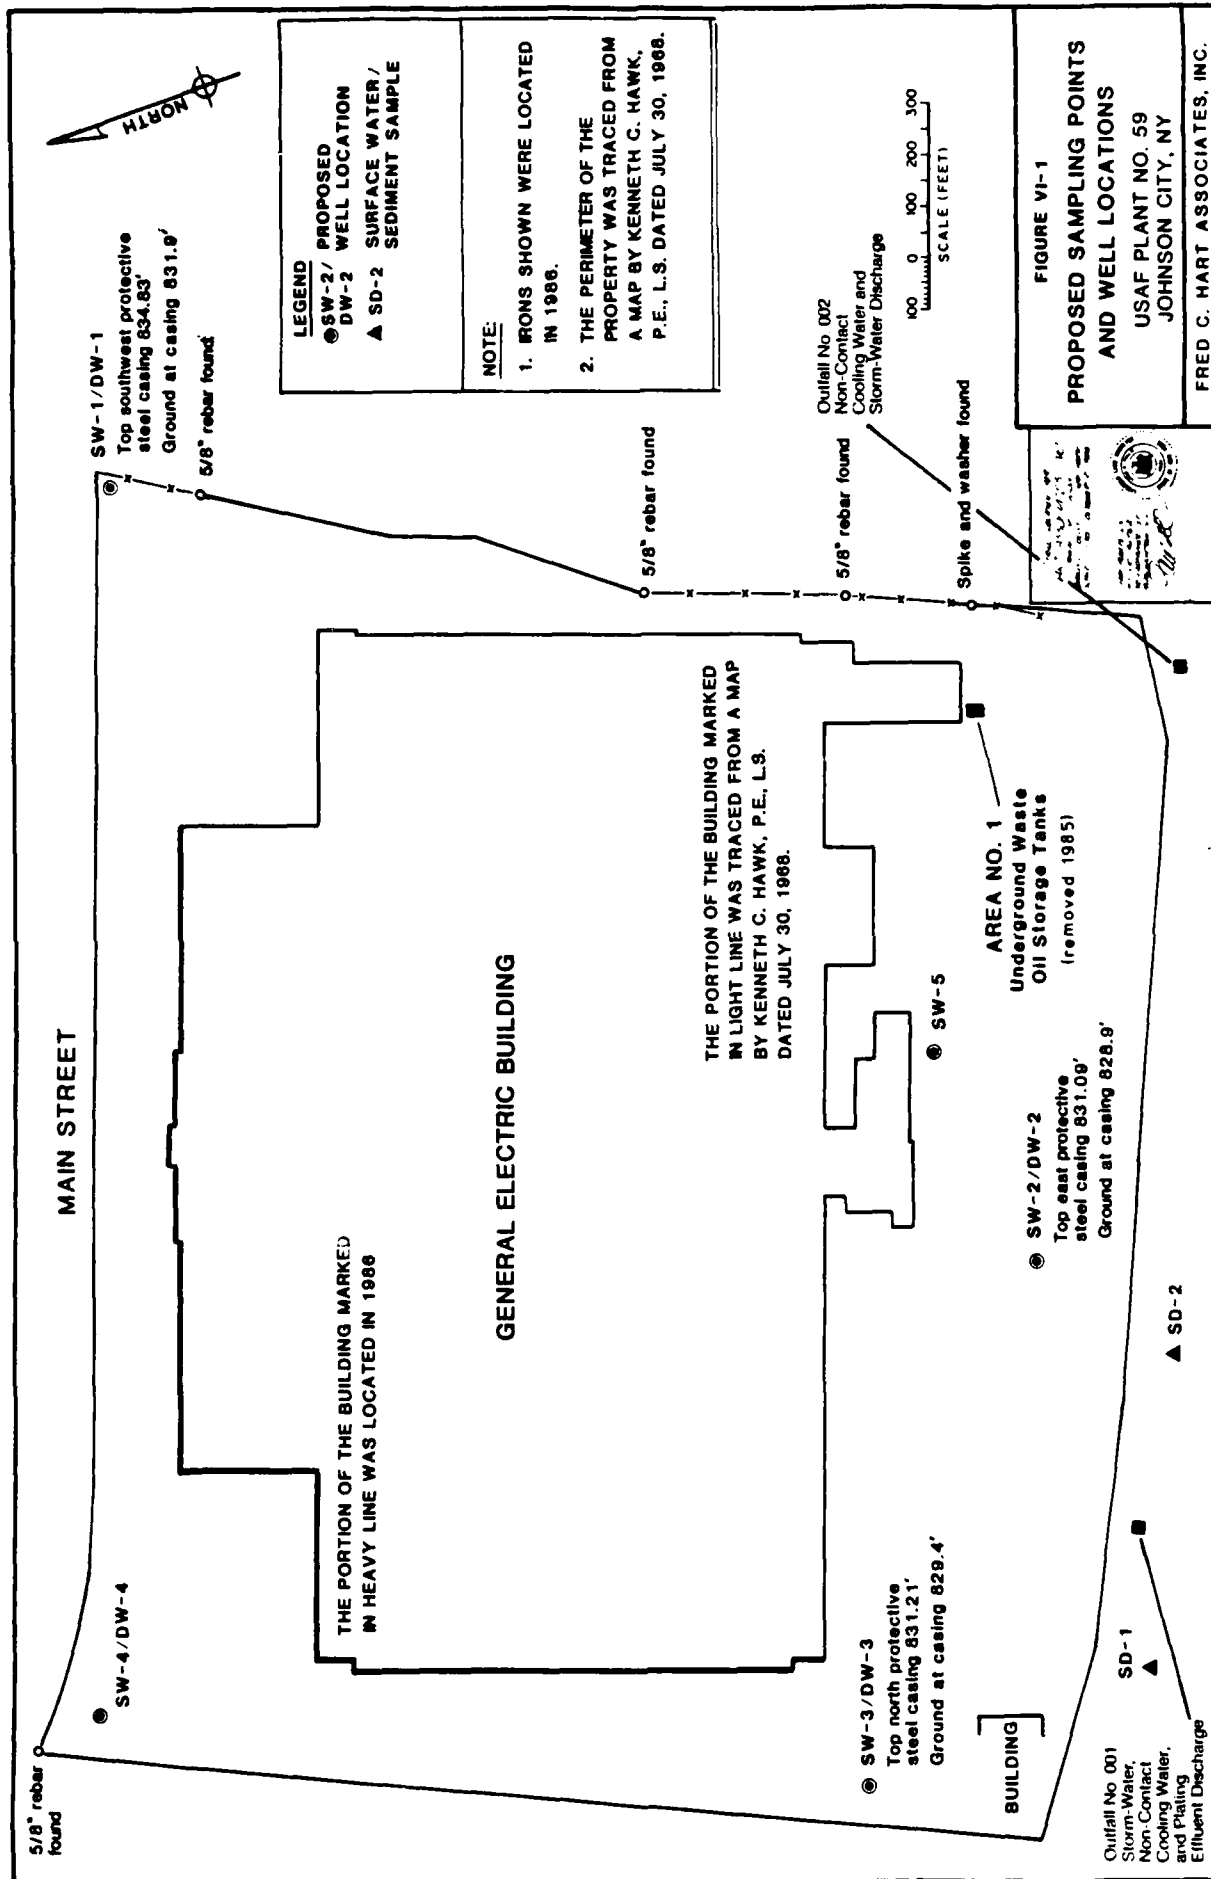 MAIN STREET
5/8" rebar
found
SW-4/DW-4
SW-1/DW-1
Top southwest protective
steel casing 834.83'
Ground at casing 831.9'
5/8" rebar found
NORTH
LEGEND
SW-2/ PROPOSED
DW-2 WELL LOCATION
SD-2 SURFACE WATER/
SEDIMENT SAMPLE
NOTE:
1. IRONS SHOWN WERE LOCATED
IN 1986.
2. THE PERIMETER OF THE
PROPERTY WAS TRACED FROM
A MAP BY KENNETH C. HAWK,
P.E., L.S. DATED JULY 30, 1968.
THE PORTION OF THE BUILDING MARKED
IN HEAVY LINE WAS LOCATED IN 1986
GENERAL ELECTRIC BUILDING
5/8" rebar found
THE PORTION OF THE BUILDING MARKED
IN LIGHT LINE WAS TRACED FROM A MAP
BY KENNETH C. HAWK, P.E., L.S.
DATED JULY 30, 1968.
5/8" rebar found
Spike and washer found
Outfall No 002
Non-Contact
Cooling Water and
Storm-Water Discharge
100 0 100 200 300
SCALE (FEET)
SW-3/DW-3
Top north protective
steel casing 831.21'
Ground at casing 829.4'
BUILDING
SW-5
AREA NO. 1
Underground Waste
Oil Storage Tanks
(removed 1985)
SW-2/DW-2
Top east protective
steel casing 831.09'
Ground at casing 828.9'
SD-1
SD-2
Outfall No 001
Storm-Water,
Non-Contact
Cooling Water,
and Plating
Effluent Discharge
FIGURE VI-1
PROPOSED SAMPLING POINTS
AND WELL LOCATIONS
USAF PLANT NO. 59
JOHNSON CITY, NY
FRED C. HART ASSOCIATES, INC.